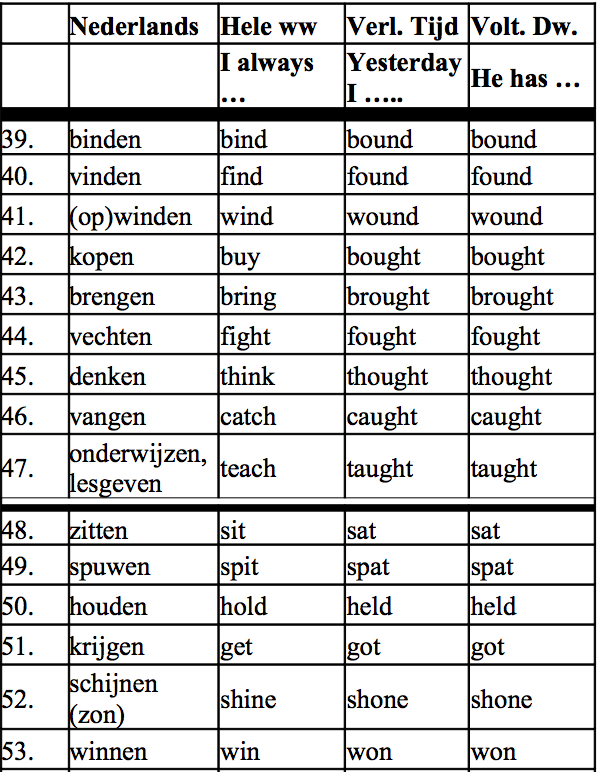 Nederlands Hele ww Verl. Tijd Volt. Dw.
I always … Yesterday I ….. He has …
39. binden bind bound bound
40. vinden find found found
41. (op)winden wind wound wound
42. kopen buy bought bought
43. brengen bring brought brought
44. vechten fight fought fought
45. denken think thought thought
46. vangen catch caught caught
47. onderwijzen, lesgeven teach taught taught
48. zitten sit sat sat
49. spuwen spit spat spat
50. houden hold held held
51. krijgen get got got
52. schijnen (zon) shine shone shone
53. winnen win won won